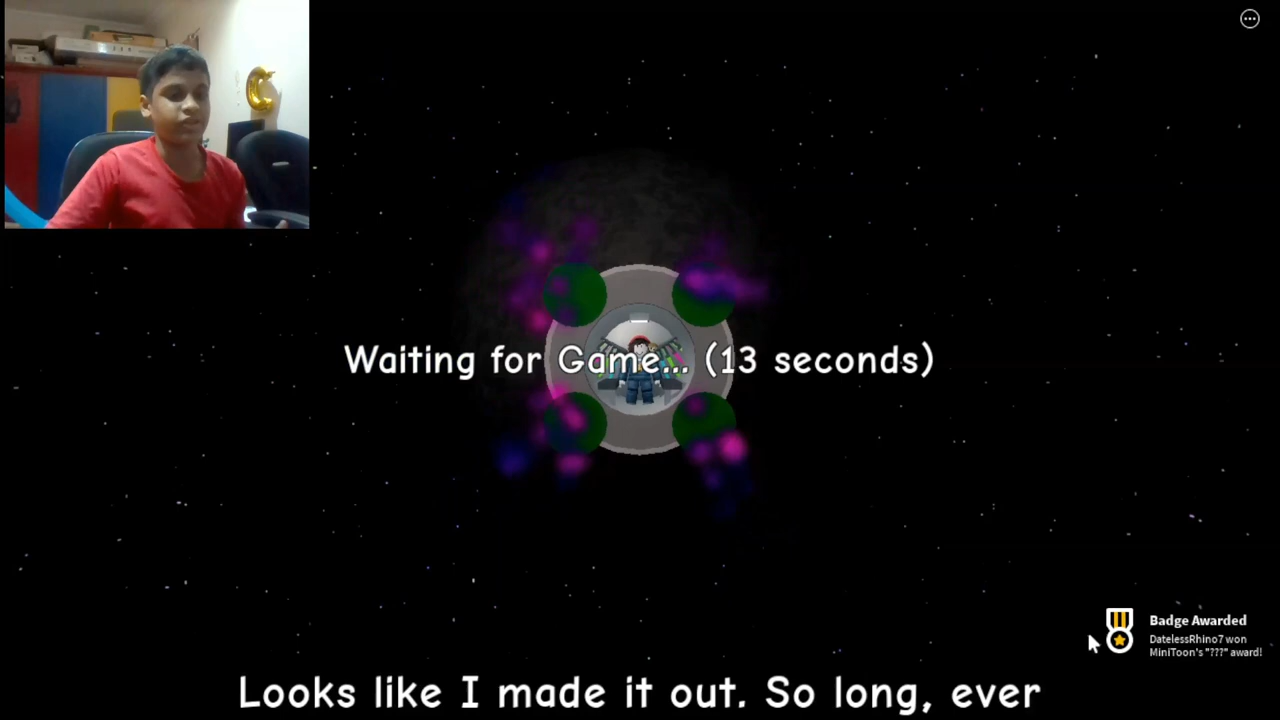 Waiting for Game... (13 seconds)
Badge Awarded
DatelessRhino7 won
MiniToon's "???" award!
Looks like I made it out. So long, ever